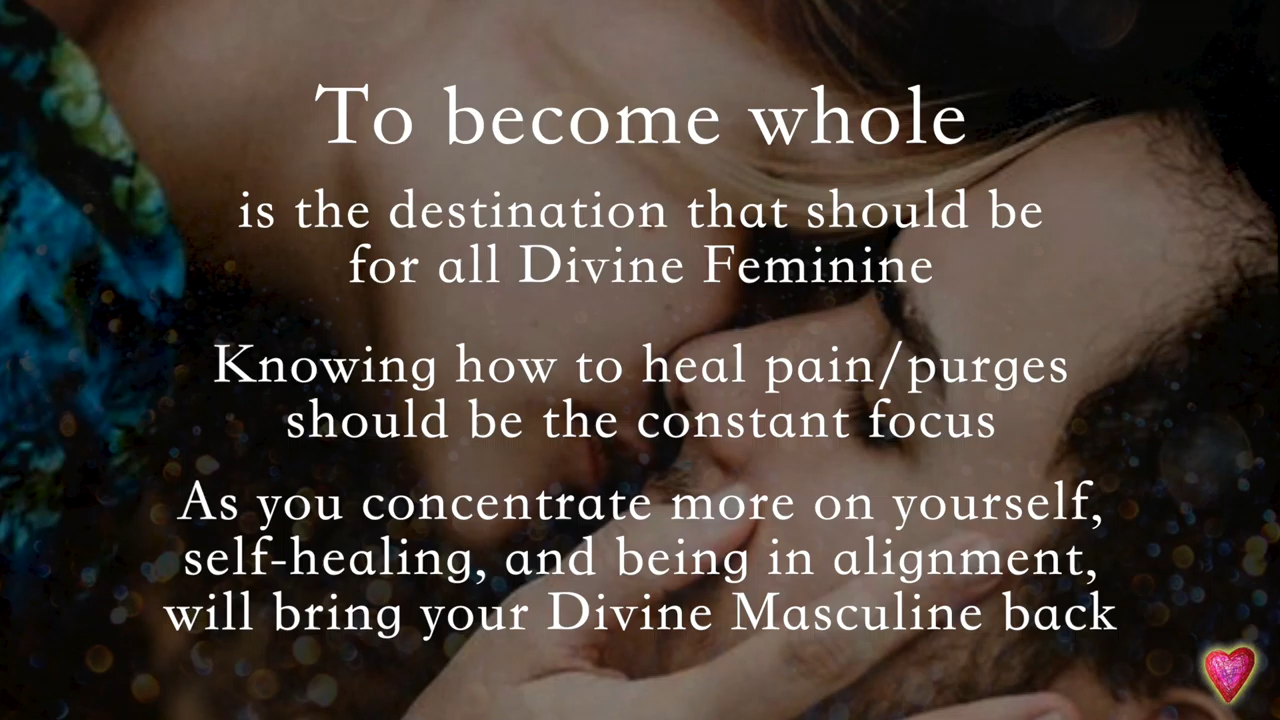 To become whole
is the destination that should be
for all Divine Feminine
Knowing how to heal pain/purges
should be the constant focus
As you concentrate more on yourself,
self-healing, and being in alignment,
will bring your Divine Masculine back